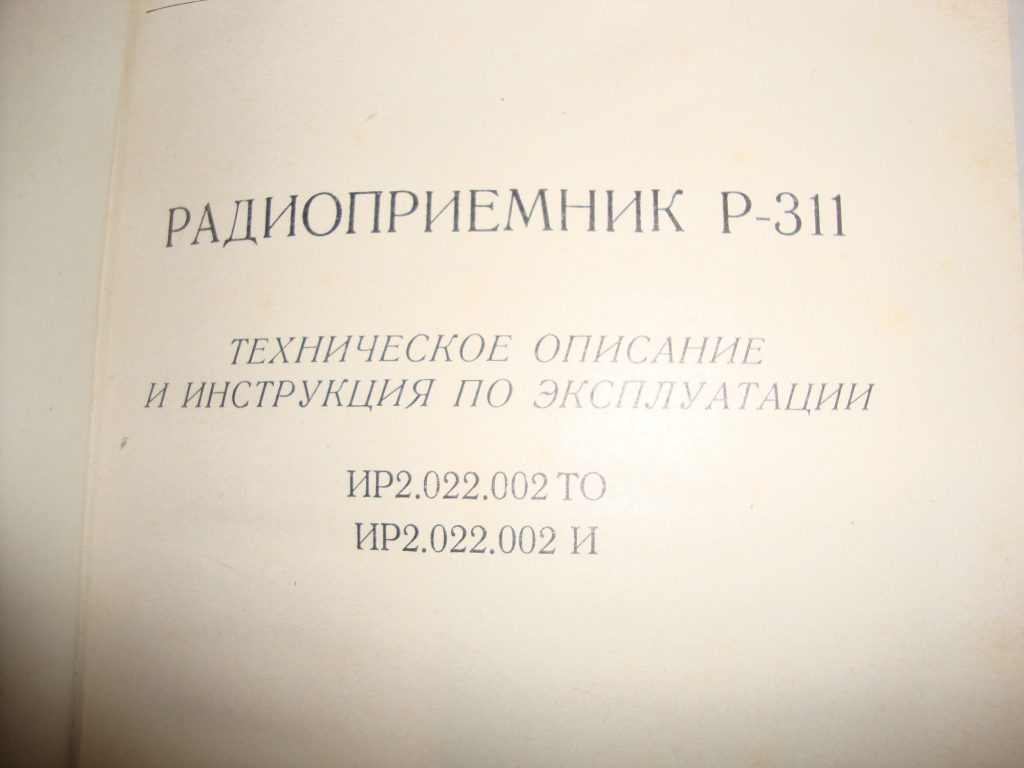 РАДИОПРИЕМНИК Р-311
ТЕХНИЧЕСКОЕ ОПИСАНИЕ
И ИНСТРУКЦИЯ ПО ЭКСПЛУАТАЦИИ
ИР2.022.002 ТО
ИР2.022.002 И